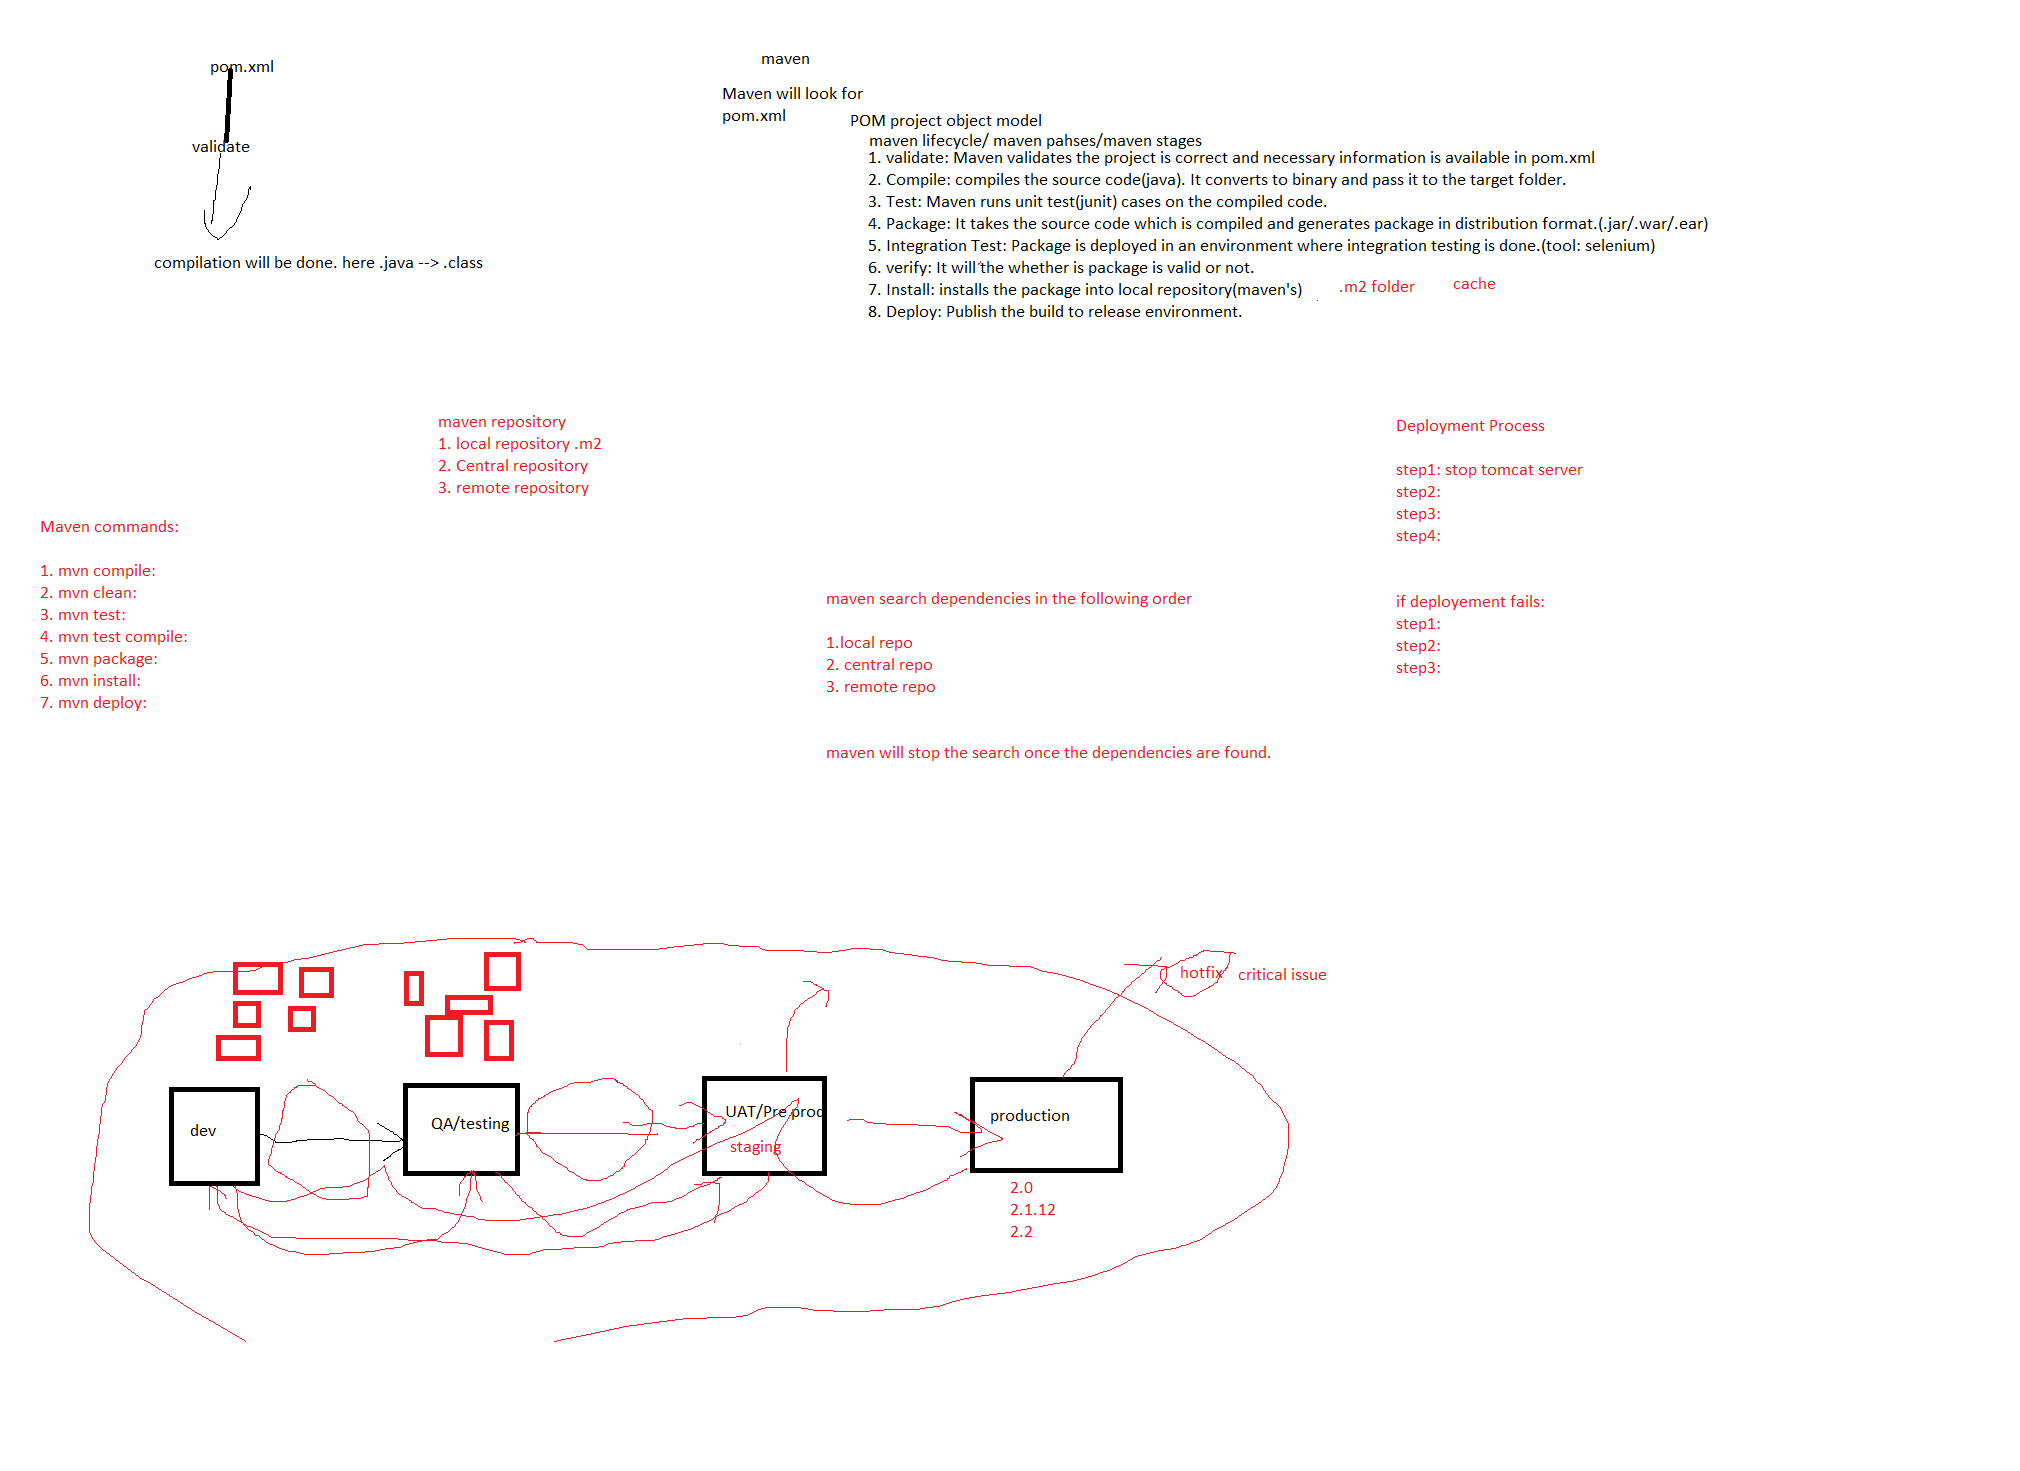 pom.xml
validate
compilation will be done. here .java --> .class
maven
Maven will look for
pom.xml
POM project object model
maven lifecycle/ maven pahses/maven stages
1. validate: Maven validates the project is correct and necessary information is available in pom.xml
2. Compile: compiles the source code(java). It converts to binary and pass it to the target folder.
3. Test: Maven runs unit test(junit) cases on the compiled code.
4. Package: It takes the source code which is compiled and generates package in distribution format.(.jar/.war/.ear)
5. Integration Test: Package is deployed in an environment where integration testing is done.(tool: selenium)
6. verify: It will the whether is package is valid or not.
7. Install: installs the package into local repository(maven's)
.m2 folder
cache
8. Deploy: Publish the build to release environment.
maven repository
1. local repository .m2
2. Central repository
3. remote repository
Deployment Process
step1: stop tomcat server
step2:
step3:
step4:
Maven commands:
1. mvn compile:
2. mvn clean:
3. mvn test:
4. mvn test compile:
5. mvn package:
6. mvn install:
7. mvn deploy:
maven search dependencies in the following order
1.local repo
2. central repo
3. remote repo
maven will stop the search once the dependencies are found.
if deployement fails:
step1:
step2:
step3:
hotfix
critical issue
dev
QA/testing
UAT/Pre prod
staging
production
2.0
2.1.12
2.2